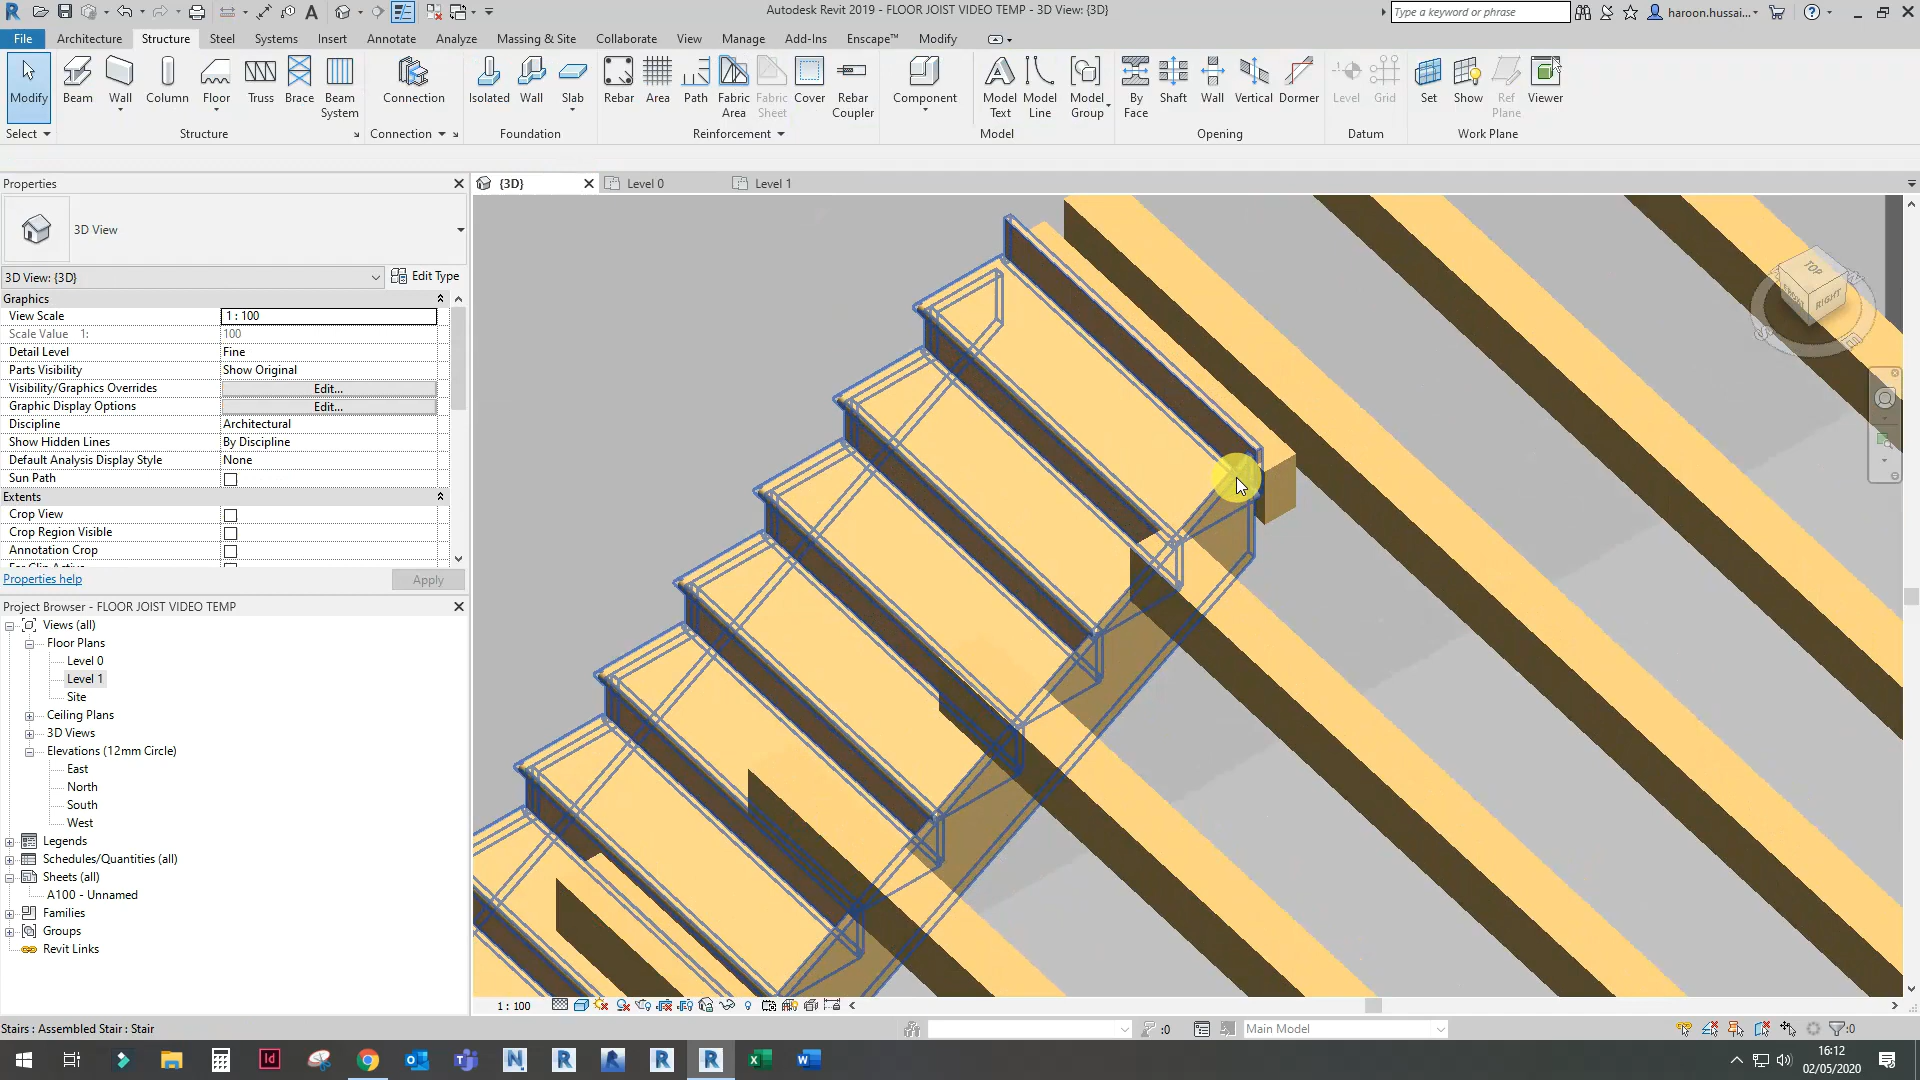 Autodesk Revit 2019 - FLOOR JOIST VIDEO TEMP - 3D View: {3D}
Type a keyword or phrase
haroon.hussai...
File Architecture Structure Steel Systems Insert Annotate Analyze Massing & Site Collaborate View Manage Add-Ins Enscape™ Modify
Modify Beam Wall Column Floor Truss Brace Beam System Connection Isolated Wall Slab Rebar Area Path Fabric Area Fabric Sheet Cover Rebar Coupler Component Model Text Model Line Model Group By Face Shaft Wall Vertical Dormer Level Grid Set Show Ref Plane Viewer
Select Structure Connection Foundation Reinforcement Model Opening Datum Work Plane
Properties
{3D} Level 0 Level 1
3D View
3D View: {3D} Edit Type
Graphics
View Scale 1 : 100
Scale Value 1: 100
Detail Level Fine
Parts Visibility Show Original
Visibility/Graphics Overrides Edit...
Graphic Display Options Edit...
Discipline Architectural
Show Hidden Lines By Discipline
Default Analysis Display Style None
Sun Path
Extents
Crop View
Crop Region Visible
Annotation Crop
Properties help Apply
TOP
FRONT RIGHT
Project Browser - FLOOR JOIST VIDEO TEMP
Views (all)
Floor Plans
Level 0
Level 1
Site
Ceiling Plans
3D Views
Elevations (12mm Circle)
East
North
South
West
Legends
Schedules/Quantities (all)
Sheets (all)
A100 - Unnamed
Families
Groups
Revit Links
1 : 100
Stairs : Assembled Stair : Stair
:0 Main Model :0
16:12
02/05/2020